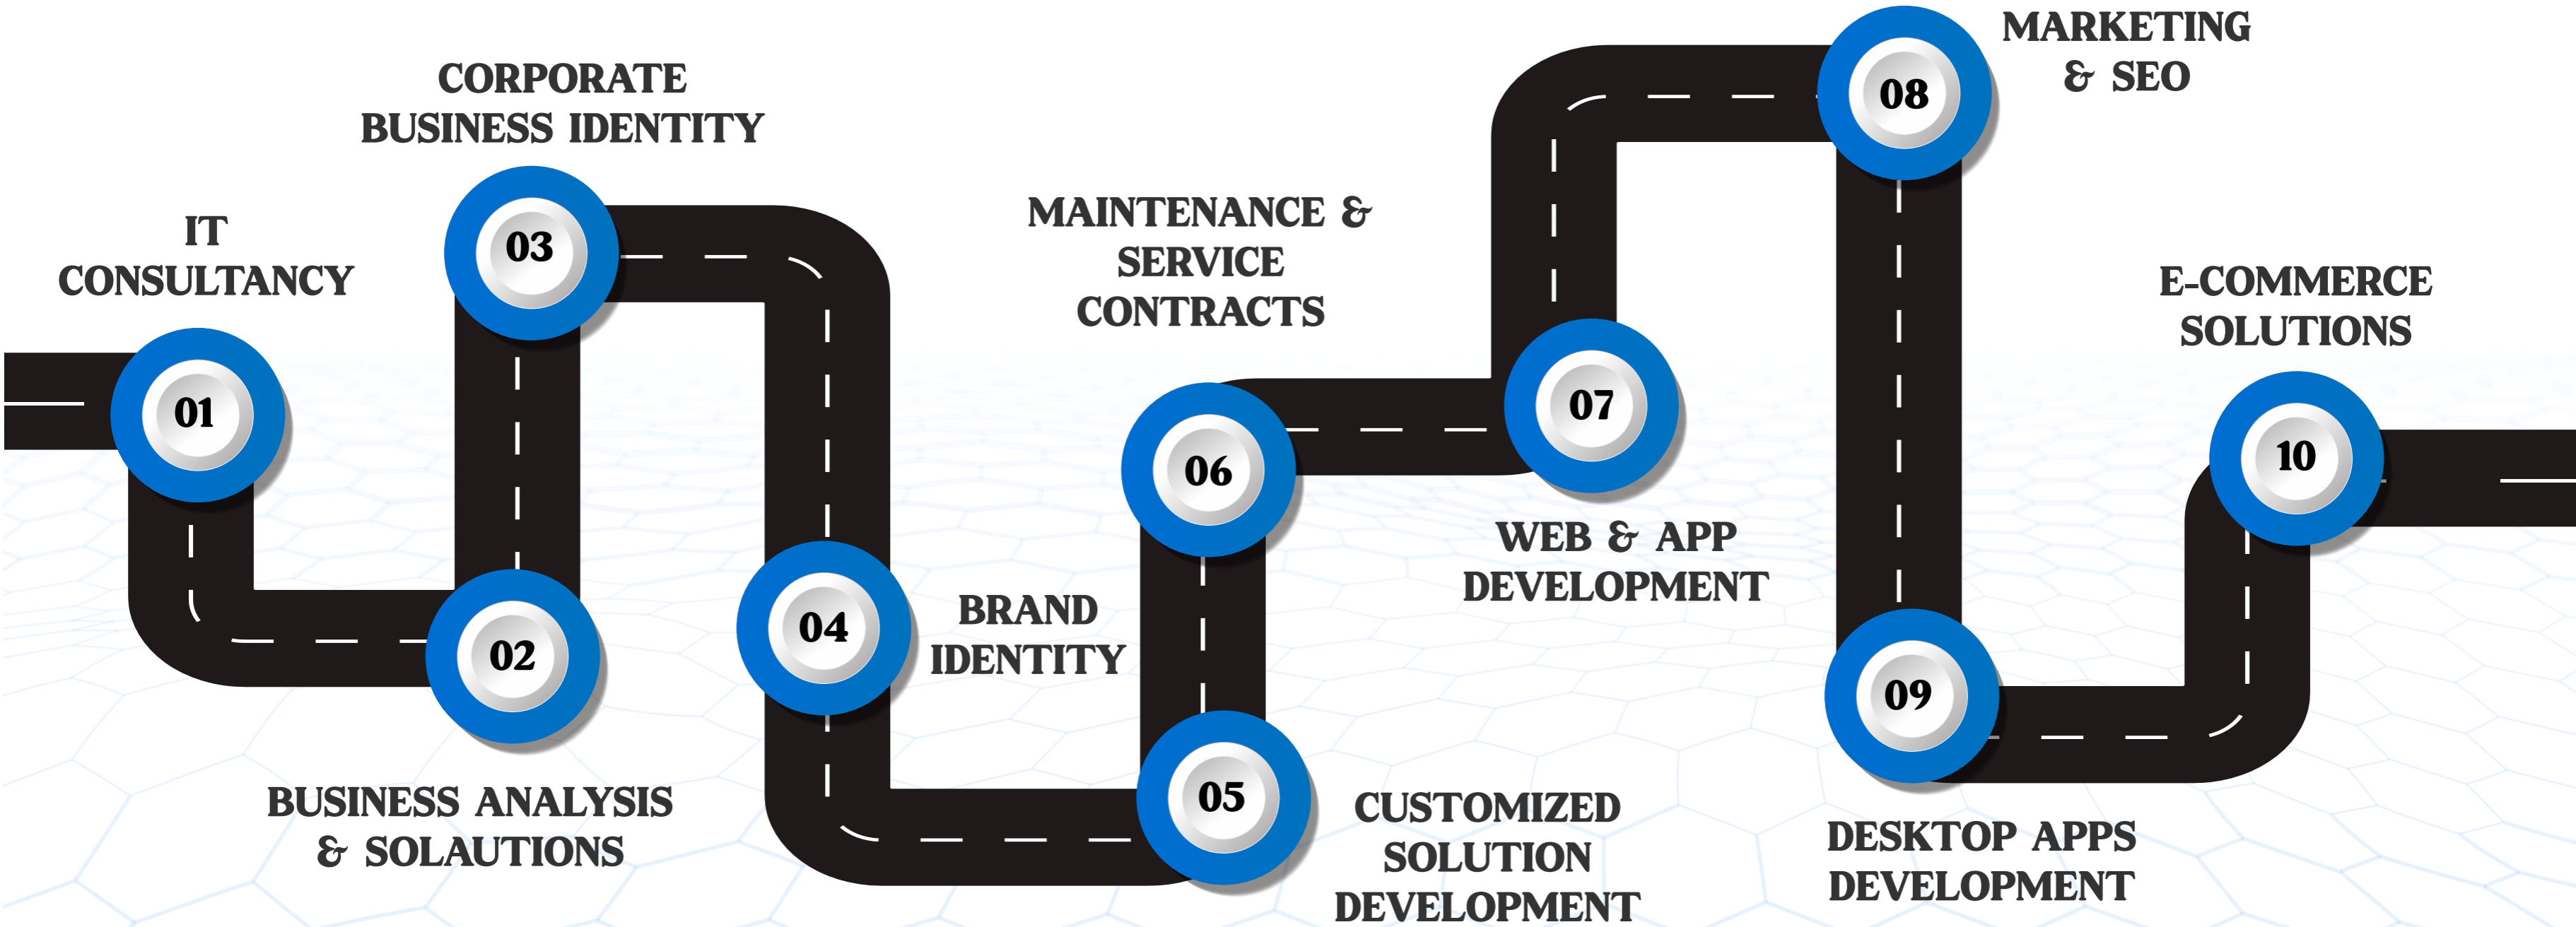 01
IT
CONSULTANCY
02
BUSINESS ANALYSIS
& SOLAUTIONS
03
CORPORATE
BUSINESS IDENTITY
04
BRAND
IDENTITY
05
CUSTOMIZED
SOLUTION
DEVELOPMENT
06
MAINTENANCE &
SERVICE
CONTRACTS
07
WEB & APP
DEVELOPMENT
08
MARKETING
& SEO
09
DESKTOP APPS
DEVELOPMENT
10
E-COMMERCE
SOLUTIONS